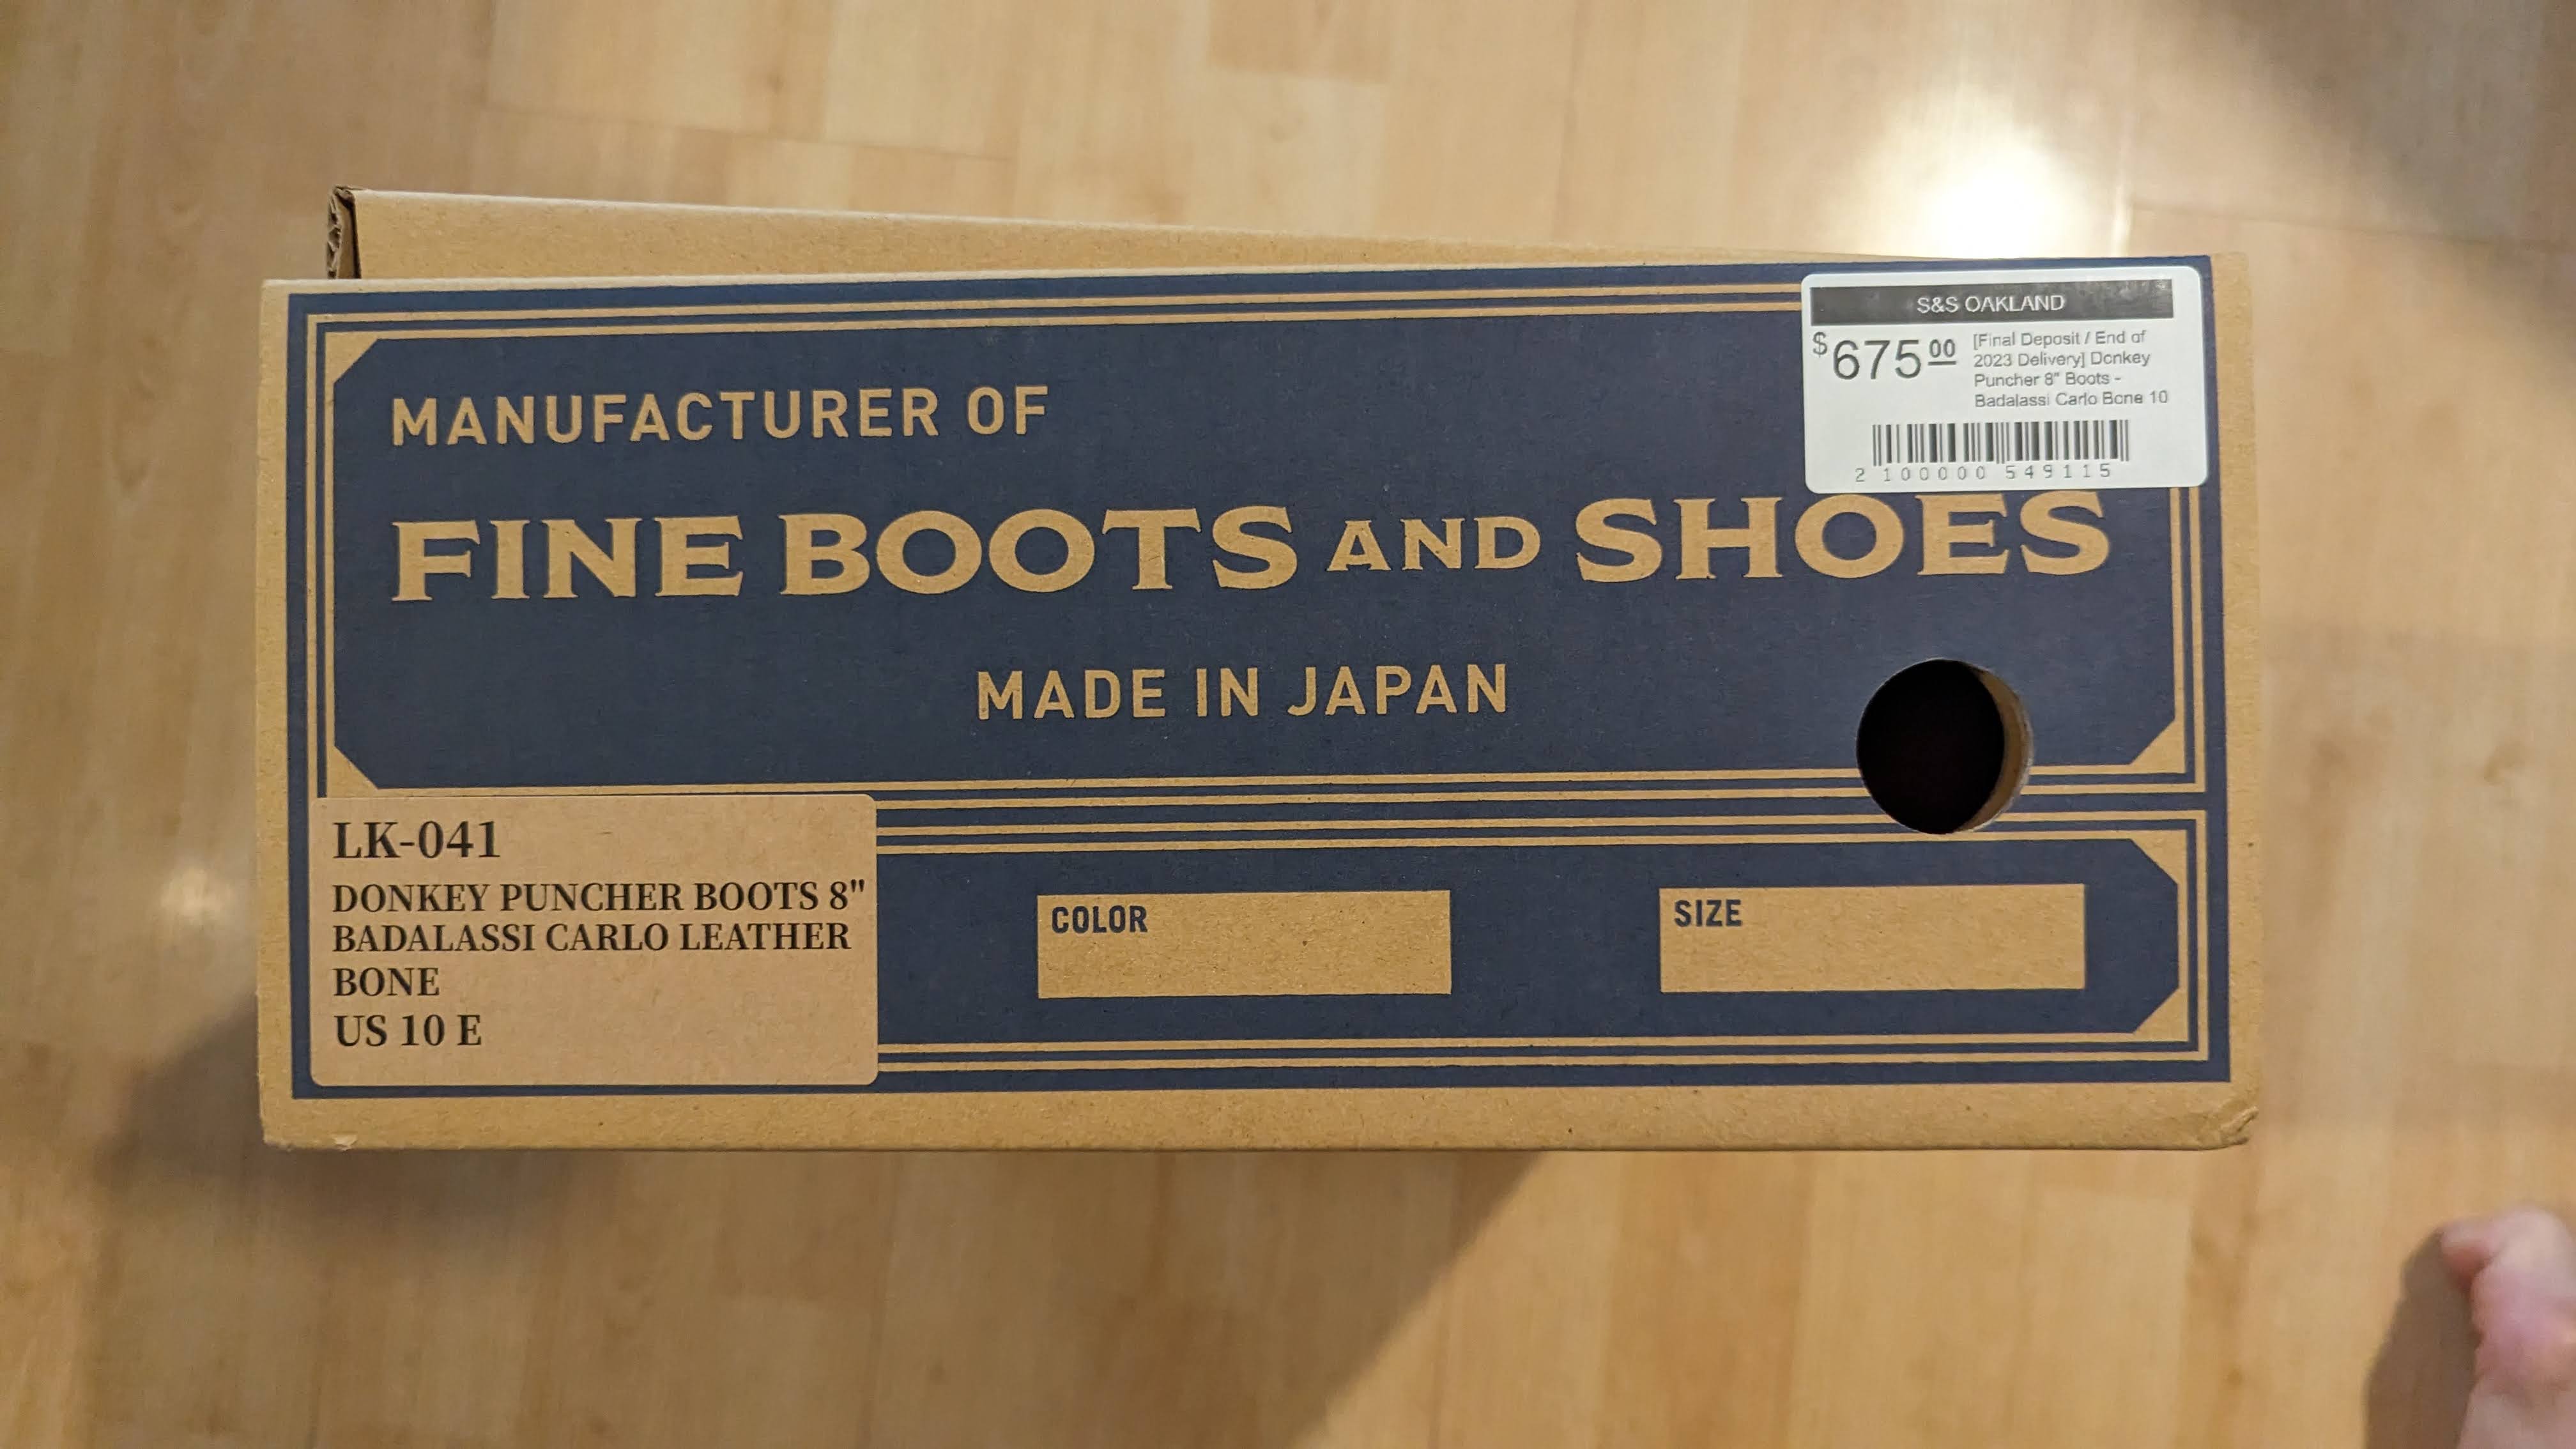 S&S OAKLAND
$675.00
[Final Deposit / End of
2023 Delivery] Donkey
Puncher 8" Boots -
Badalassi Carlo Bone 10
2 100000 549115
MANUFACTURER OF
FINE BOOTS AND SHOES
MADE IN JAPAN
LK-041
DONKEY PUNCHER BOOTS 8"
BADALASSI CARLO LEATHER
BONE
US 10 E
COLOR
SIZE